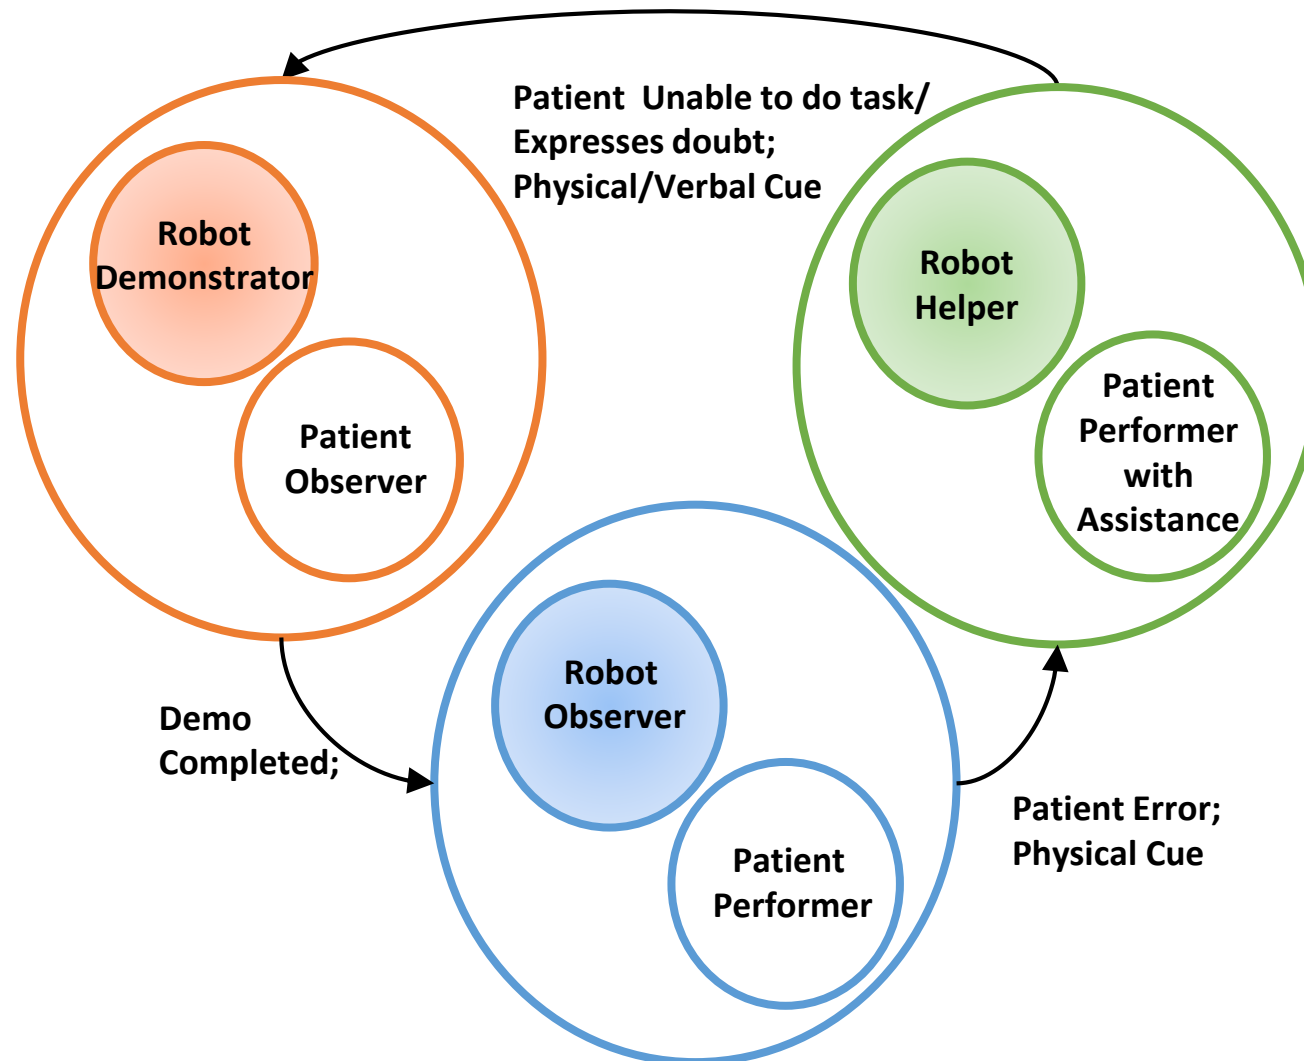 Patient Unable to do task/
Expresses doubt;
Physical/Verbal Cue
Robot
Demonstrator
Patient
Observer
Robot
Helper
Patient
Performer
with
Assistance
Demo
Completed;
Robot
Observer
Patient
Performer
Patient Error;
Physical Cue